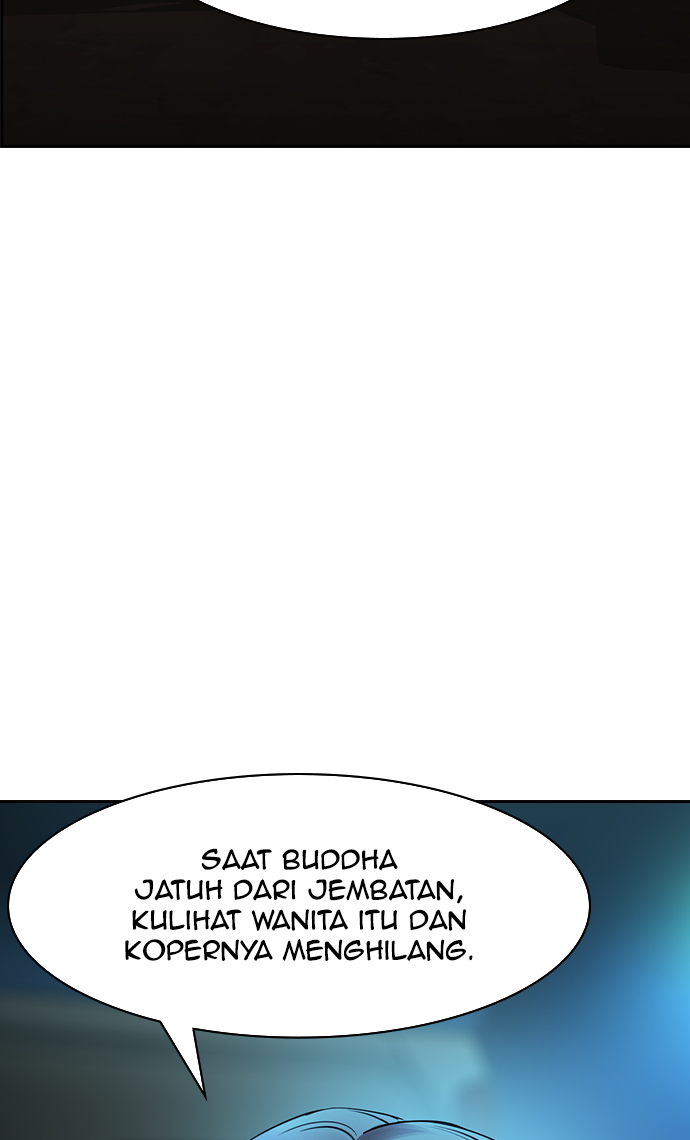 SAAT BUDDHA
JATUH DARI JEMBATAN,
KULIHAT WANITA ITU DAN
KOPERNYA MENGHILANG.